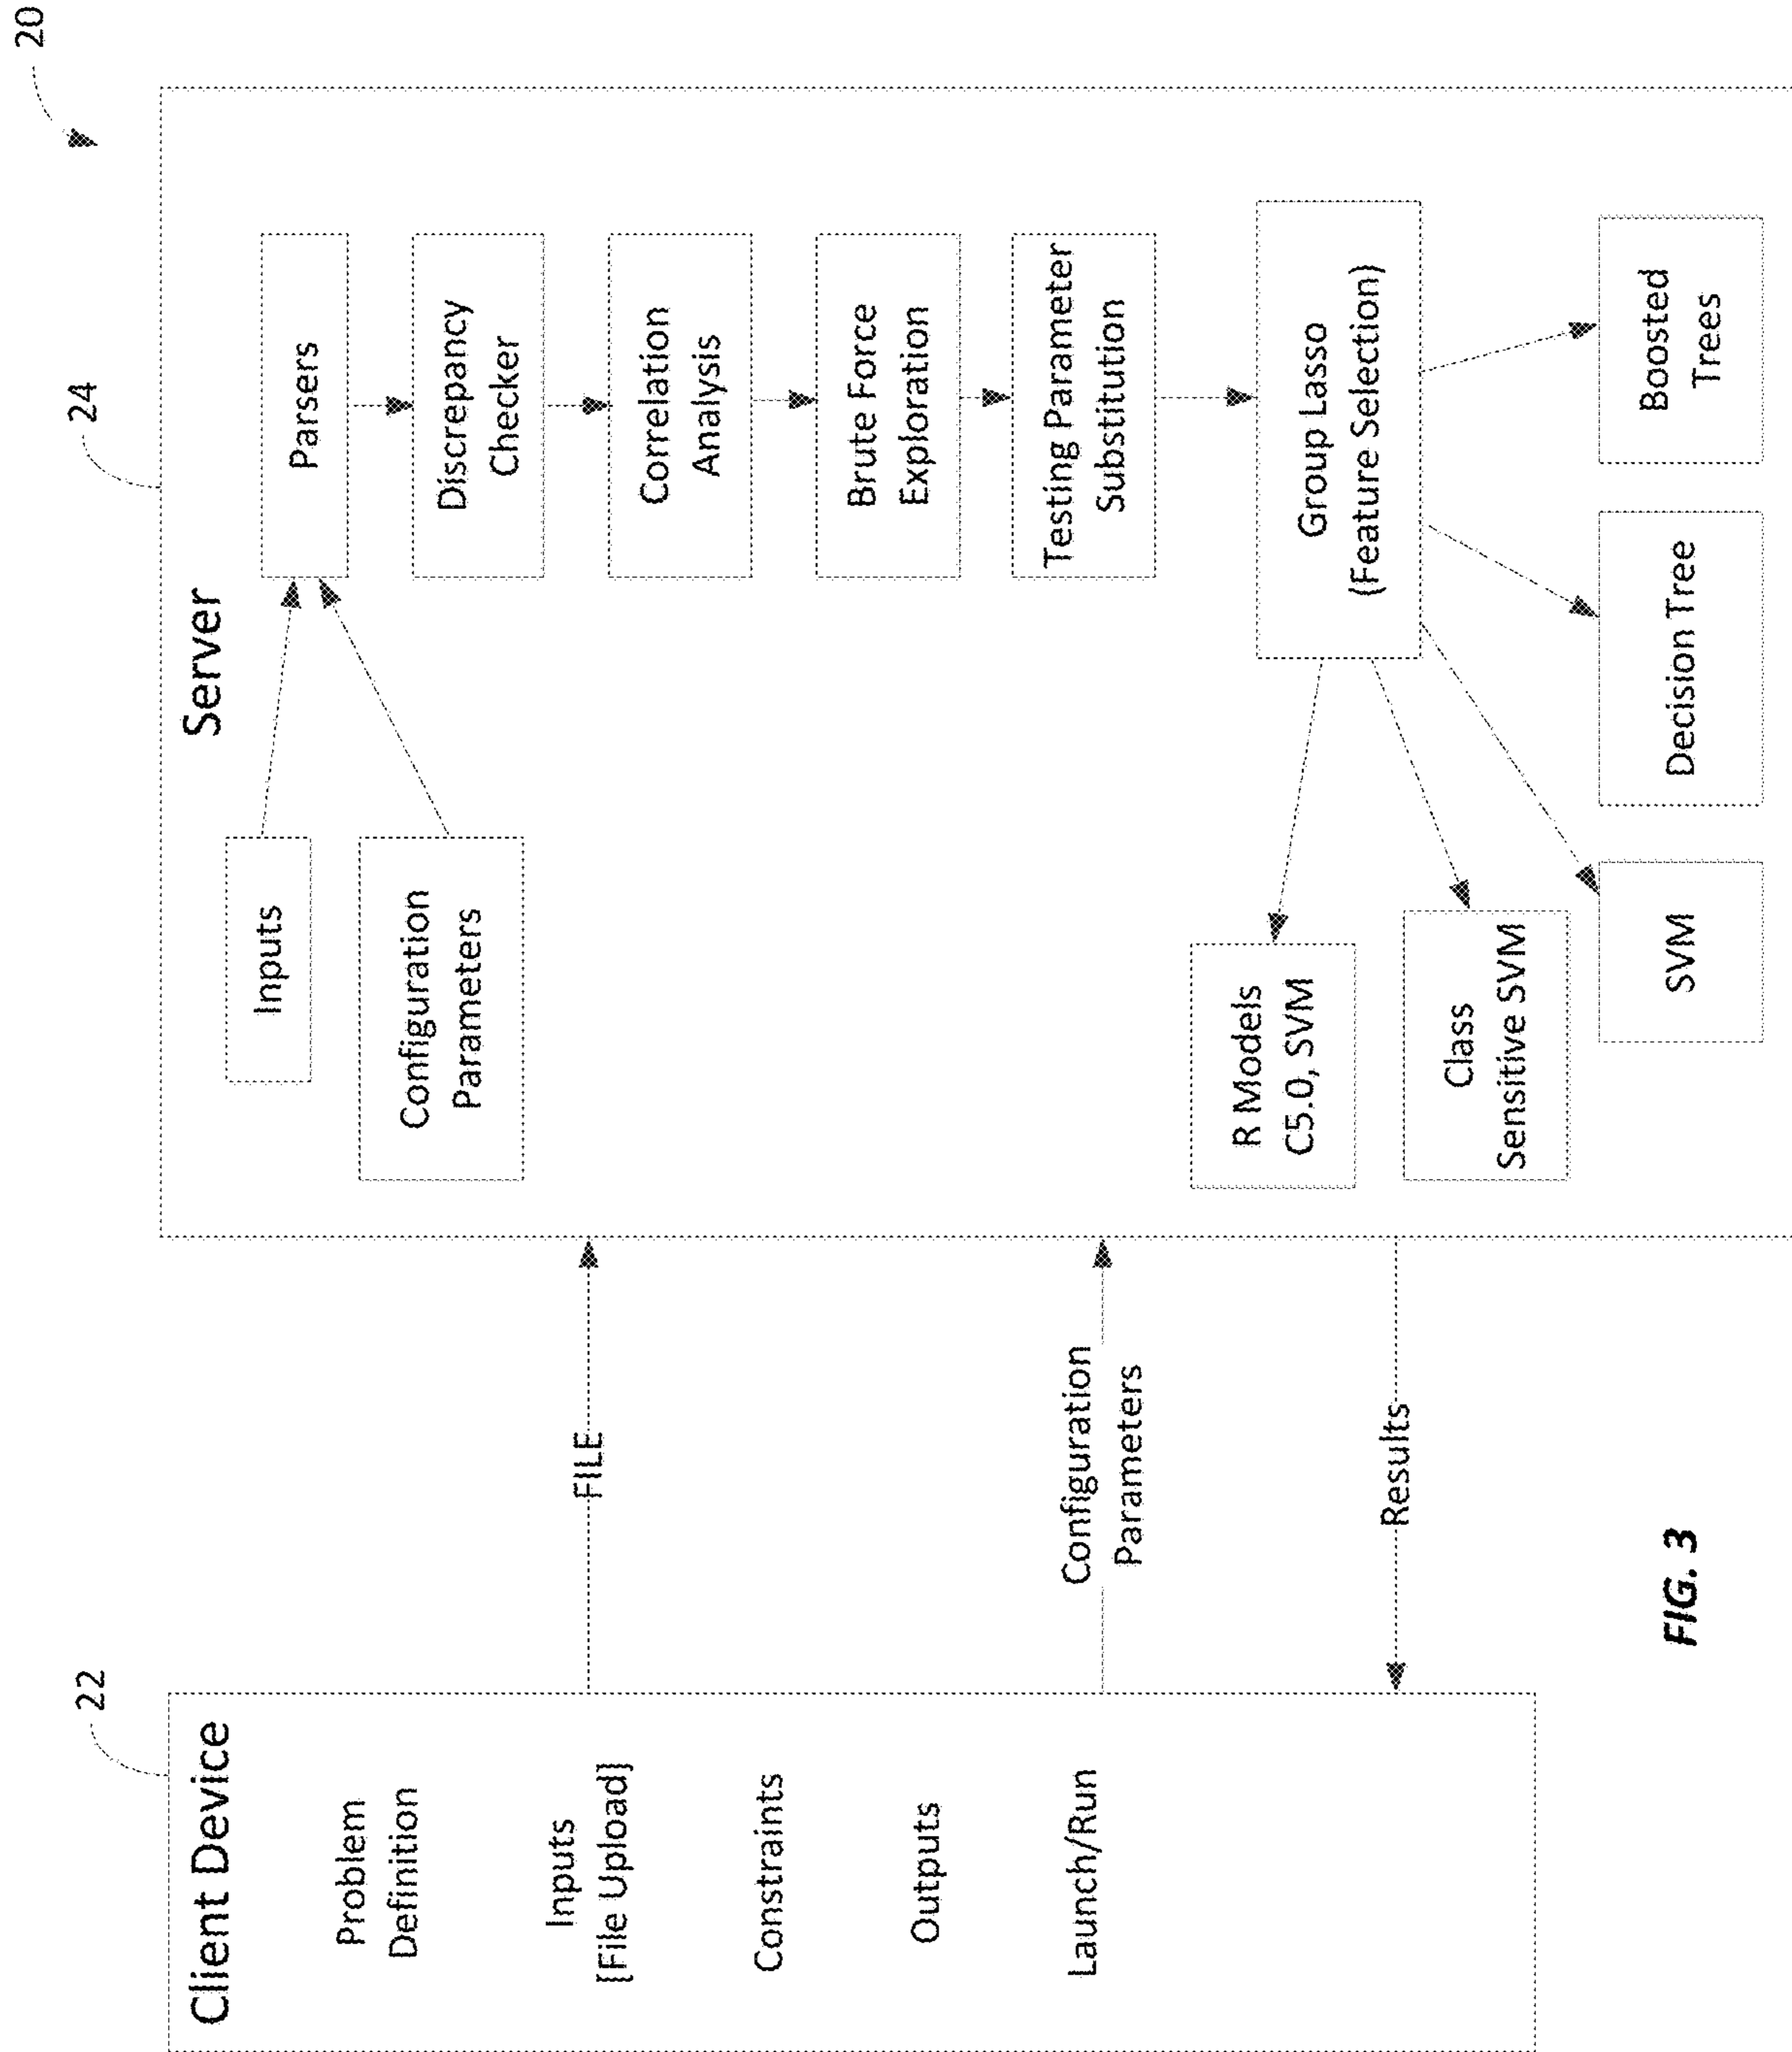 20
22
24
Client Device
Problem
Definition
Inputs
[File Upload]
Constraints
Outputs
Launch/Run
FILE
Configuration
Parameters
Results
Server
Inputs
Configuration
Parameters
Parsers
Discrepancy
Checker
Correlation
Analysis
Brute Force
Exploration
Testing Parameter
Substitution
Group Lasso
(Feature Selection)
R Models
C5.0, SVM
Class
Sensitive SVM
SVM
Decision Tree
Boosted
Trees
FIG. 3